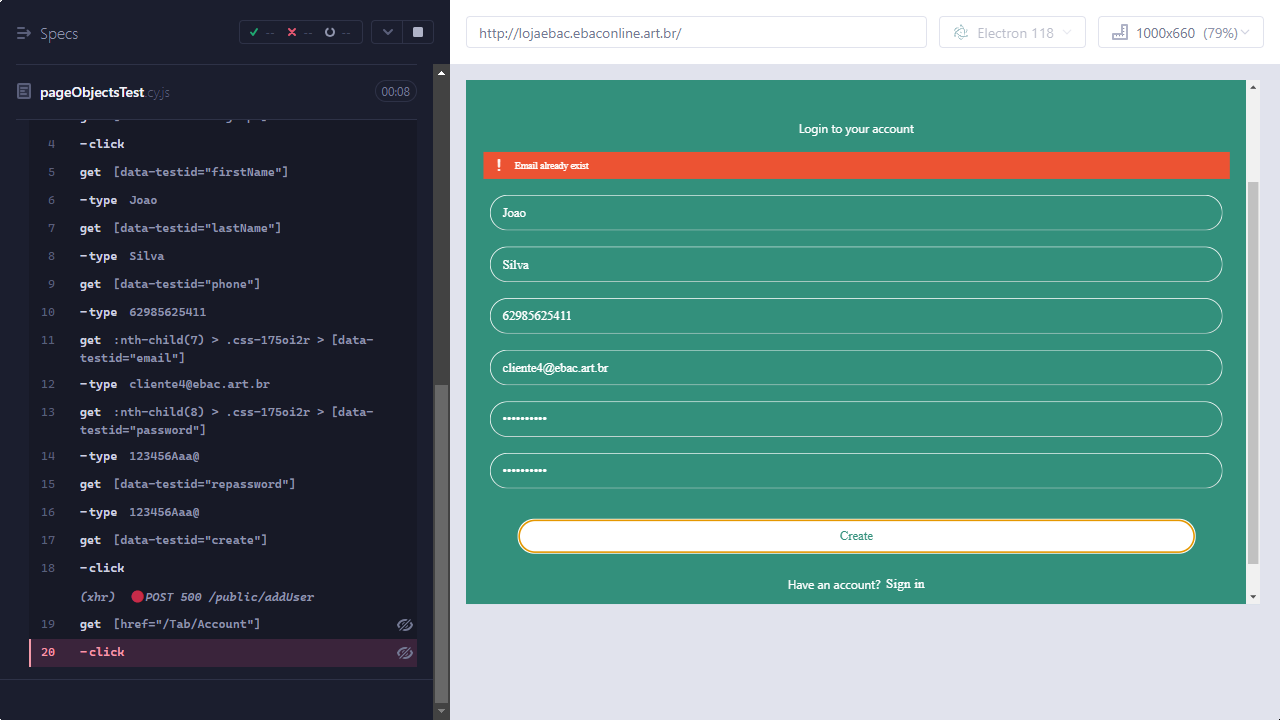 Specs
-- -- --
pageObjectsTest.cy.js 00:08
4 -click
5 get [data-testid="firstName"]
6 -type Joao
7 get [data-testid="lastName"]
8 -type Silva
9 get [data-testid="phone"]
10 -type 62985625411
11 get :nth-child(7) > .css-175oi2r > [data-
testid="email"]
12 -type cliente4@ebac.art.br
13 get :nth-child(8) > .css-175oi2r > [data-
testid="password"]
14 -type 123456Aaa@
15 get [data-testid="repassword"]
16 -type 123456Aaa@
17 get [data-testid="create"]
18 -click
(xhr) POST 500 /public/addUser
19 get [href="/Tab/Account"]
20 -click
http://lojaebac.ebaconline.art.br/
Electron 118
1000x660 (79%)
Login to your account
Email already exist
Joao
Silva
62985625411
cliente4@ebac.art.br
••••••••••
••••••••••
Create
Have an account? Sign in